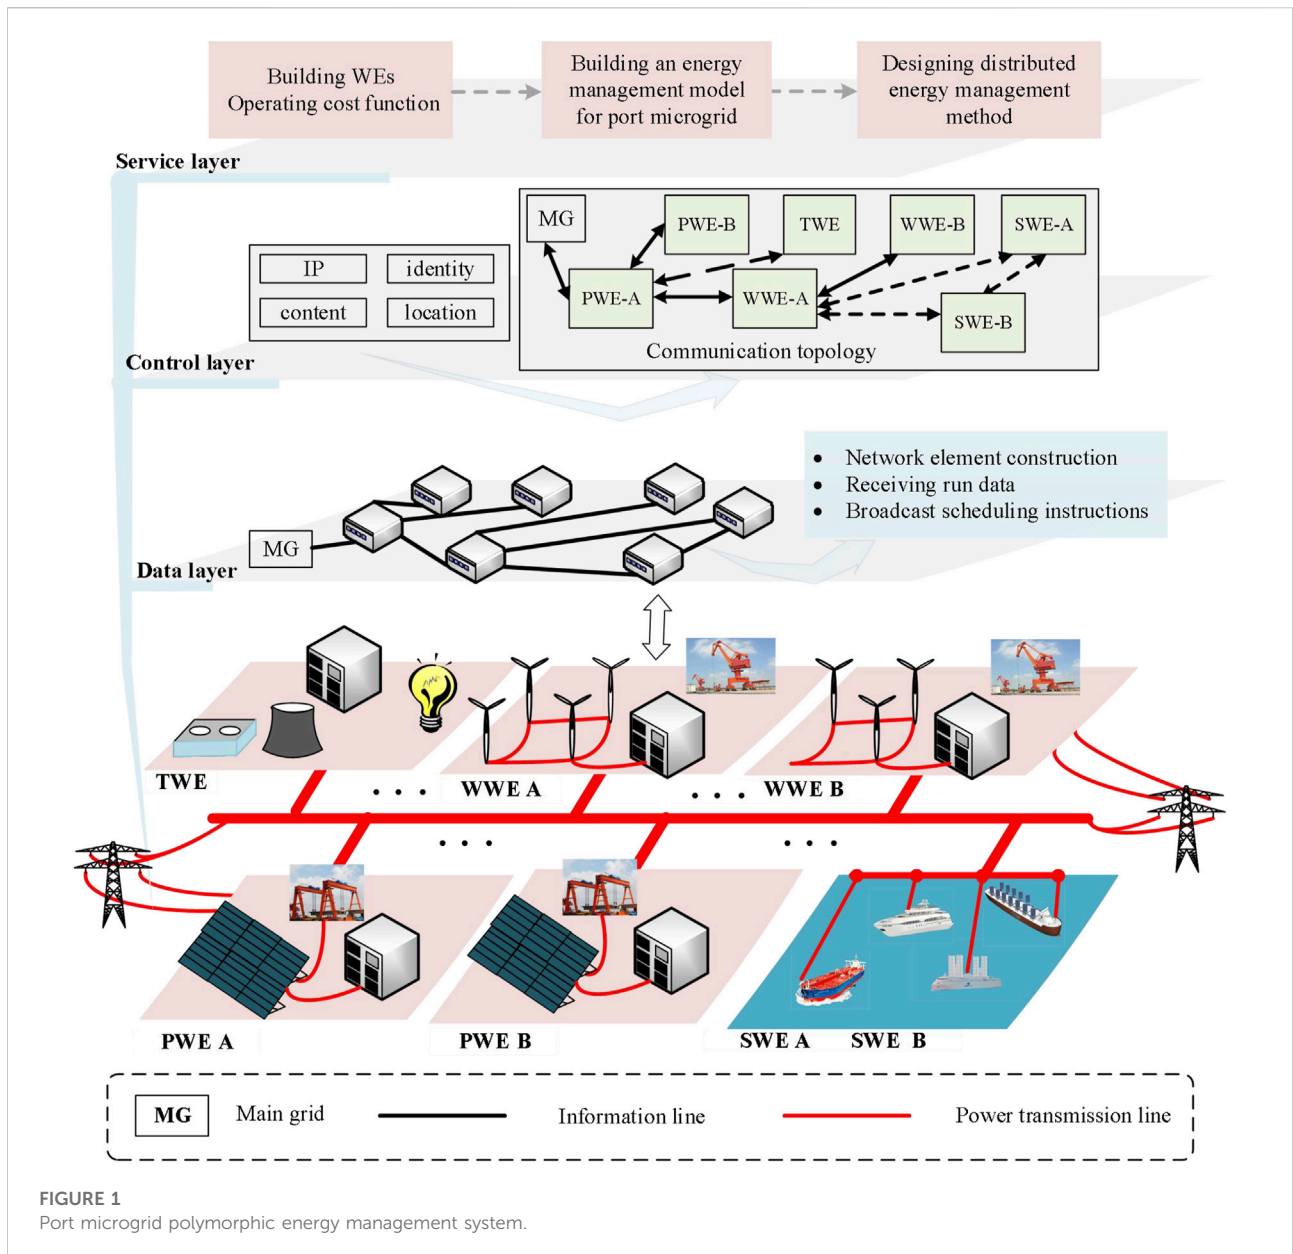 Building WEs
Operating cost function
Building an energy
management model
for port microgrid
Designing distributed
energy management
method
Service layer
MG
PWE-B
TWE
WWE-B
SWE-A
IP
identity
content
location
PWE-A
WWE-A
SWE-B
Communication topology
Control layer
• Network element construction
• Receiving run data
• Broadcast scheduling instructions
MG
Data layer
TWE
WWE A
WWE B
PWE A
PWE B
SWE A
SWE B
MG
Main grid
Information line
Power transmission line
FIGURE 1
Port microgrid polymorphic energy management system.